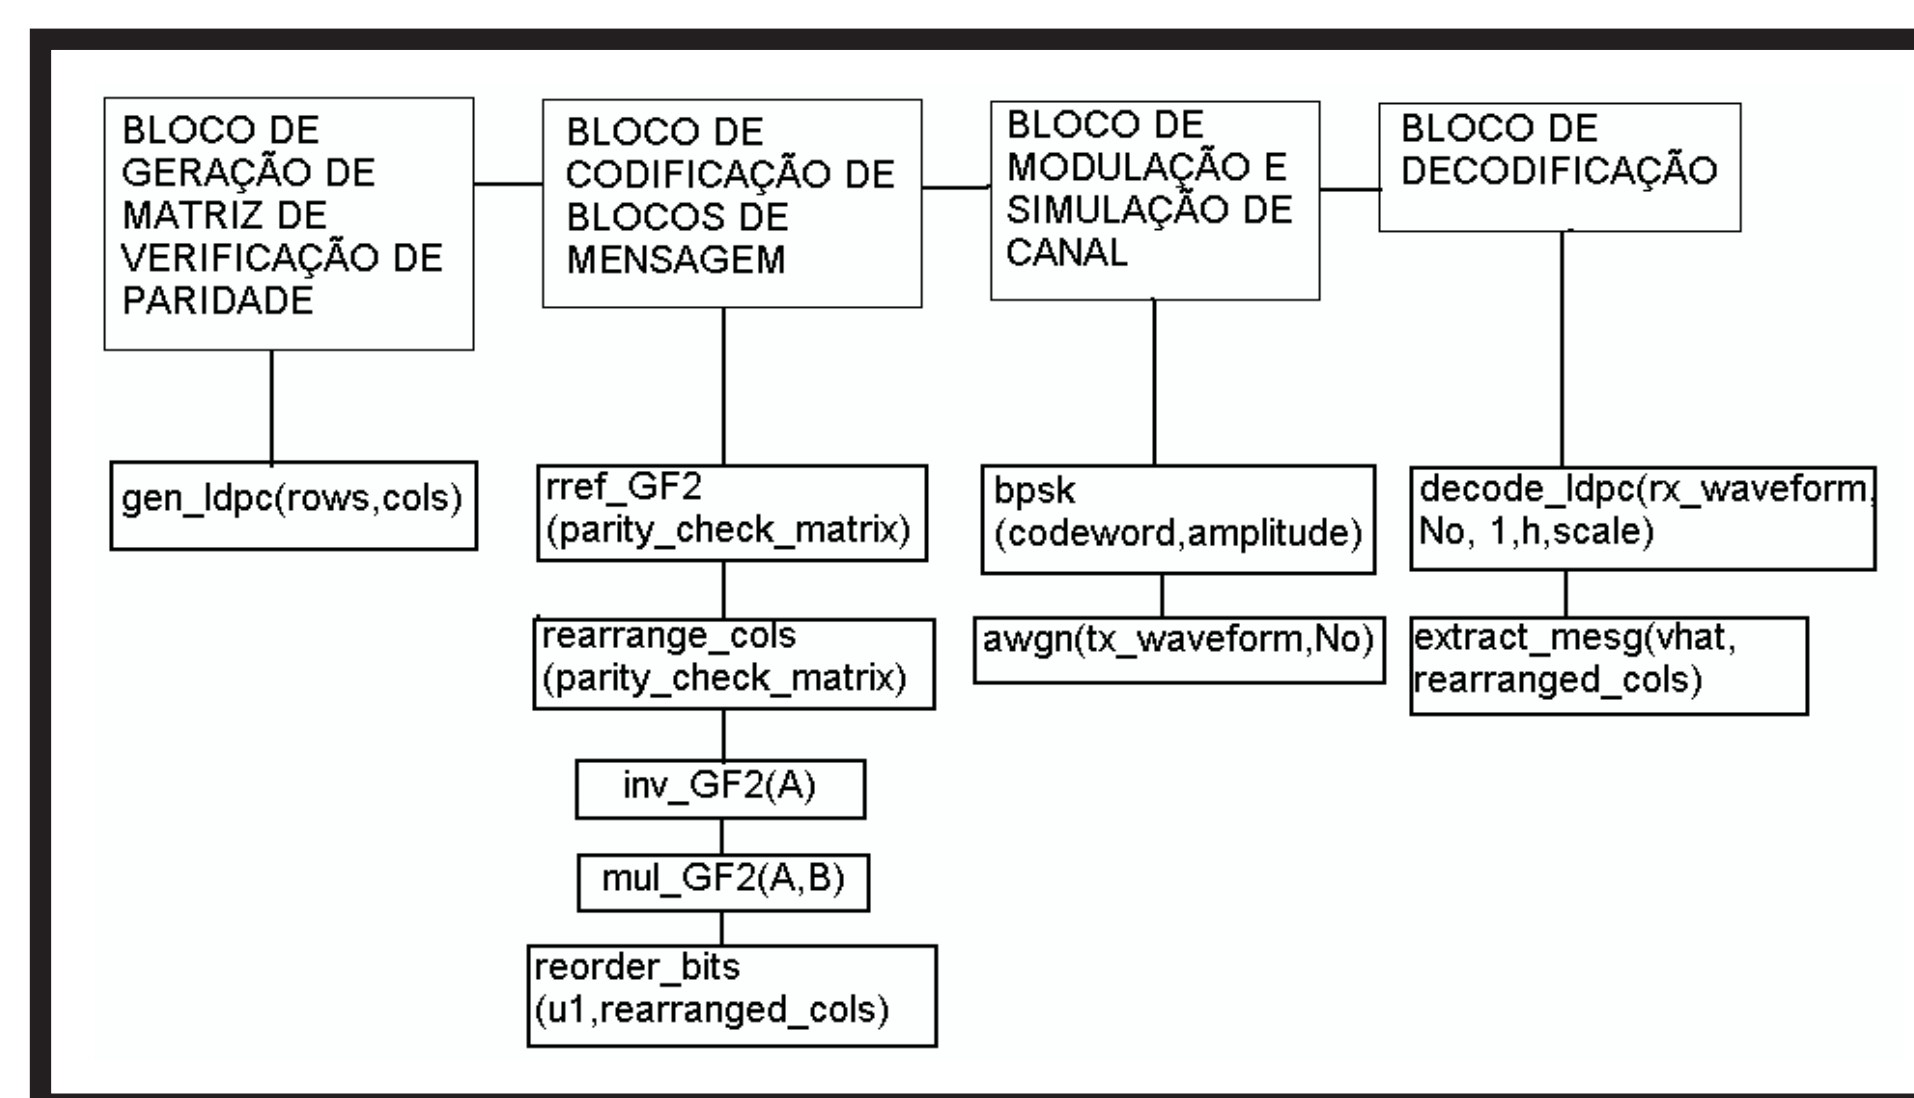 BLOCO DE
GERAÇÃO DE
MATRIZ DE
VERIFICAÇÃO DE
PARIDADE
BLOCO DE
CODIFICAÇÃO DE
BLOCOS DE
MENSAGEM
BLOCO DE
MODULAÇÃO E
SIMULAÇÃO DE
CANAL
BLOCO DE
DECODIFICAÇÃO
gen_ldpc(rows,cols)
rref_GF2
(parity_check_matrix)
rearrange_cols
(parity_check_matrix)
inv_GF2(A)
mul_GF2(A,B)
reorder_bits
(u1,rearranged_cols)
bpsk
(codeword,amplitude)
awgn(tx_waveform,No)
decode_ldpc(rx_waveform,
No, 1,h,scale)
extract_mesg(vhat,
rearranged_cols)